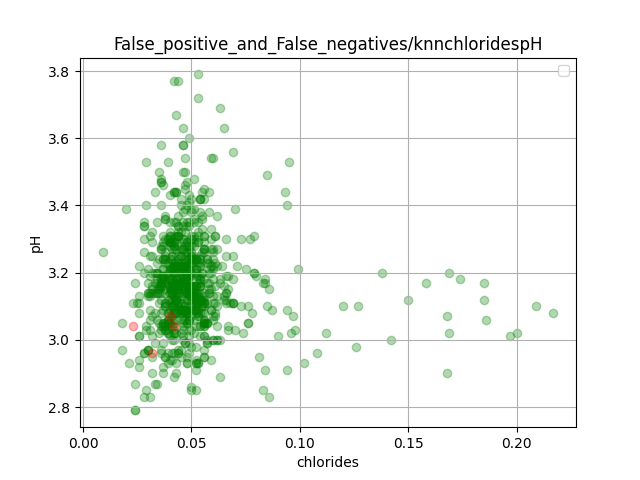 False_positive_and_False_negatives/knnchloridespH
3.8
3.6
3.4
3.2
3.0
2.8
pH
0.00 0.05 0.10 0.15 0.20
chlorides